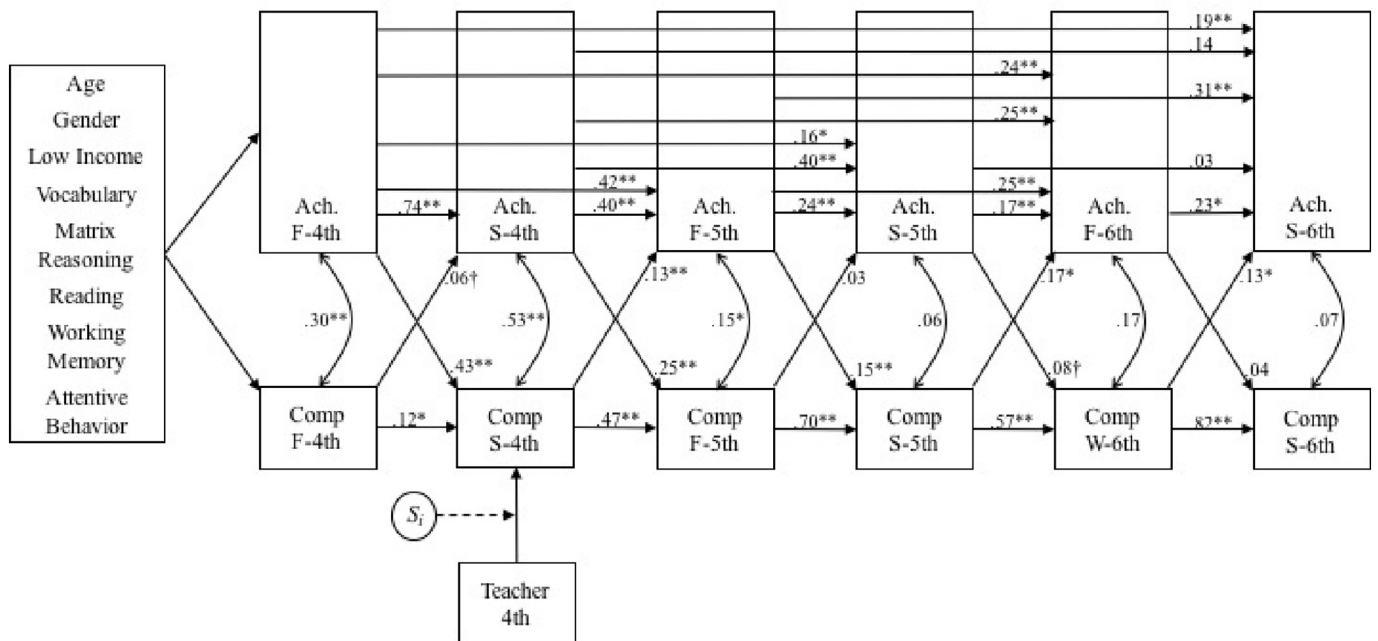 .19**
.14
.24**
.31**
.25**
.16*
.40**
.03
.42**
.25**
.74**
.40**
.24**
.17**
.23*
Age
Gender
Low Income
Vocabulary
Matrix
Reasoning
Reading
Working
Memory
Attentive
Behavior
Ach.
F-4th
Ach.
S-4th
Ach.
F-5th
Ach.
S-5th
Ach.
F-6th
Ach.
S-6th
.06†
.13**
.03
.17*
.13*
.30**
.53**
.15*
.06
.17
.07
.43**
.25**
.15**
.08†
.04
Comp
F-4th
.12*
Comp
S-4th
.47**
Comp
F-5th
.70**
Comp
S-5th
.57**
Comp
W-6th
.82**
Comp
S-6th
Si
Teacher
4th